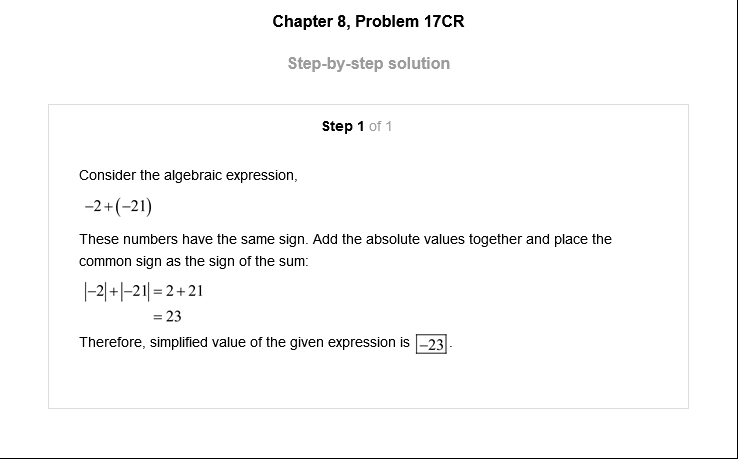 Chapter 8, Problem 17CR
Step-by-step solution
Step 1 of 1
Consider the algebraic expression,
−2+(−21)
These numbers have the same sign. Add the absolute values together and place the
common sign as the sign of the sum:
|−2|+|−21| = 2+21
= 23
Therefore, simplified value of the given expression is −23.